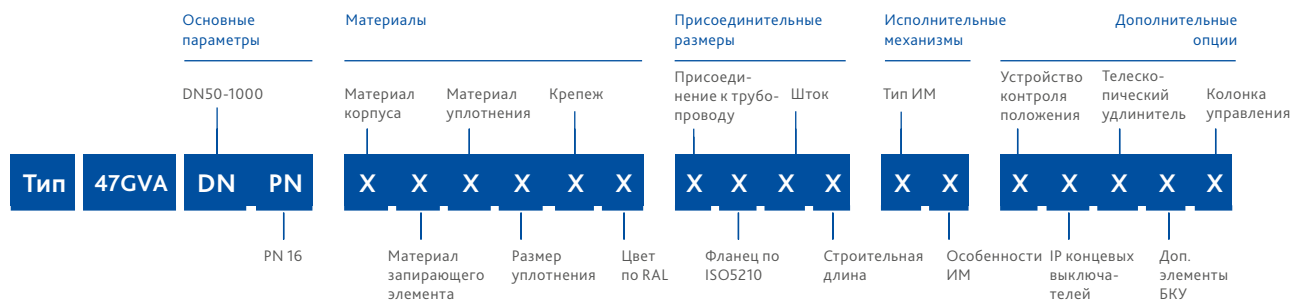 Основные
параметры
Материалы
Присоединительные
размеры
Исполнительные
механизмы
Дополнительные
опции
DN50-1000
Материал
корпуса
Материал
уплотнения
Крепеж
Присоеди-
нение к трубо-
проводу
Шток
Тип ИМ
Устройство
контроля
положения
Телеско-
пический
удлинитель
Колонка
управления
Тип 47GVA DN PN X X X X X X X X X X X X X X X X X
PN 16
Материал
запирающего
элемента
Размер
уплотнения
Цвет
по RAL
Фланец по
ISO5210
Строительная
длина
Особенности
ИМ
IP концевых
выключа-
телей
Доп.
элементы
БКУ